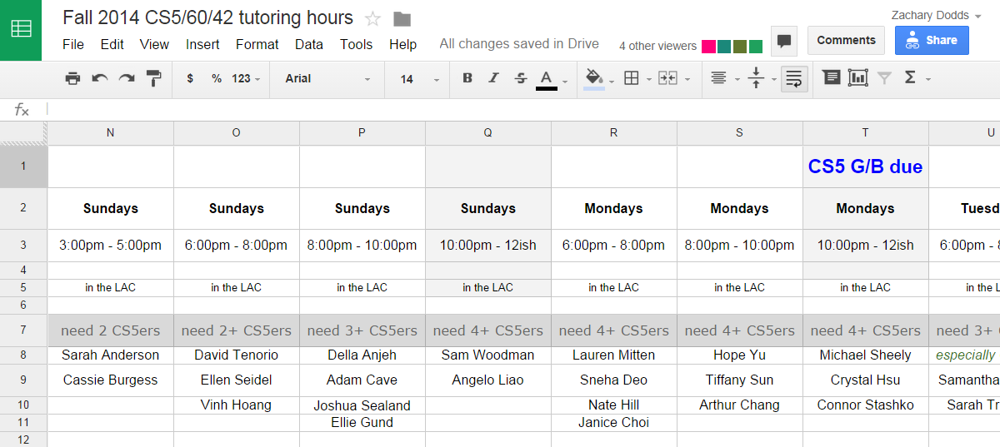 Fall 2014 CS5/60/42 tutoring hours
Zachary Dodds
File Edit View Insert Format Data Tools Help All changes saved in Drive 4 other viewers Comments Share
$ % 123 Arial 14 B I S A Σ
fx
N O P Q R S T U
1 CS5 G/B due
2 Sundays Sundays Sundays Sundays Mondays Mondays Mondays Tuesd
3 3:00pm - 5:00pm 6:00pm - 8:00pm 8:00pm - 10:00pm 10:00pm - 12ish 6:00pm - 8:00pm 8:00pm - 10:00pm 10:00pm - 12ish 6:00pm -
4
5 in the LAC in the LAC in the LAC in the LAC in the LAC in the LAC in the LAC in the L
6
7 need 2 CS5ers need 2+ CS5ers need 3+ CS5ers need 4+ CS5ers need 4+ CS5ers need 4+ CS5ers need 4+ CS5ers need 3+
8 Sarah Anderson David Tenorio Della Anjeh Sam Woodman Lauren Mitten Hope Yu Michael Sheely especially
9 Cassie Burgess Ellen Seidel Adam Cave Angelo Liao Sneha Deo Tiffany Sun Crystal Hsu Samantha
10 Vinh Hoang Joshua Sealand Nate Hill Arthur Chang Connor Stashko Sarah Tr
11 Ellie Gund Janice Choi
12